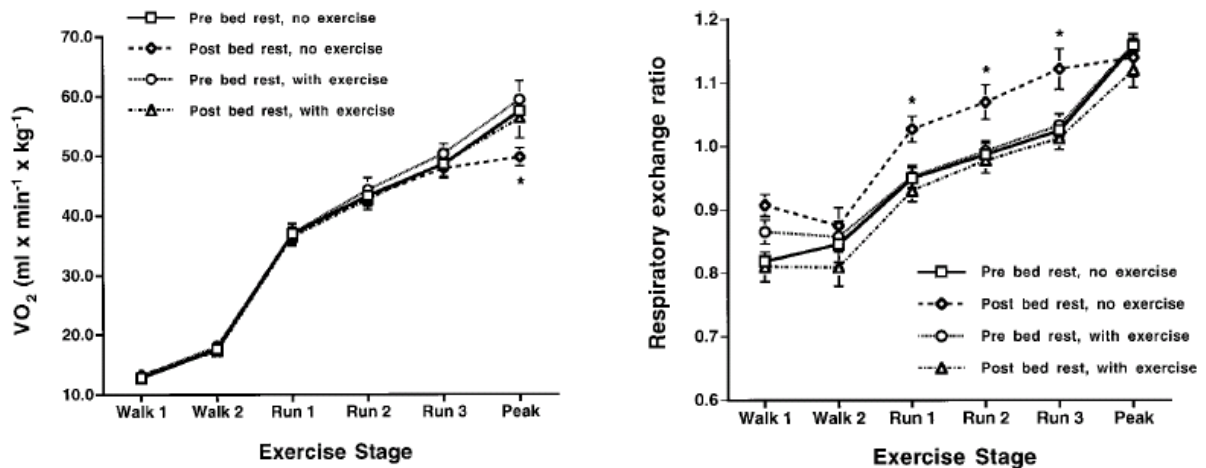 Pre bed rest, no exercise
Post bed rest, no exercise
Pre bed rest, with exercise
Post bed rest, with exercise
70.0
60.0
50.0
40.0
30.0
20.0
10.0
VO₂ (ml x min⁻¹ x kg⁻¹)
*
Walk 1 Walk 2 Run 1 Run 2 Run 3 Peak
Exercise Stage
1.2
1.1
1.0
0.9
0.8
0.7
0.6
Respiratory exchange ratio
* * *
Pre bed rest, no exercise
Post bed rest, no exercise
Pre bed rest, with exercise
Post bed rest, with exercise
Walk 1 Walk 2 Run 1 Run 2 Run 3 Peak
Exercise Stage